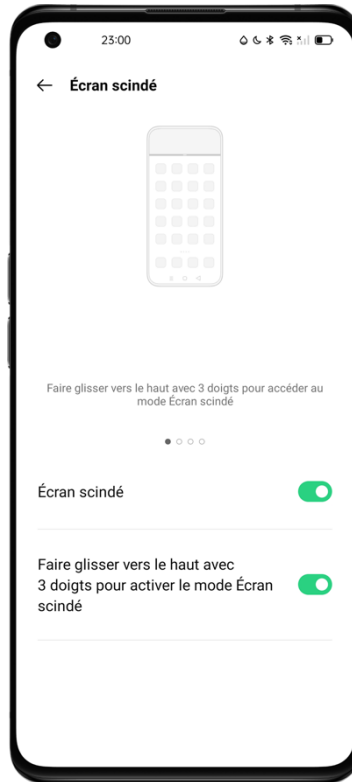 23:00
Écran scindé
Faire glisser vers le haut avec 3 doigts pour accéder au
mode Écran scindé
Écran scindé
Faire glisser vers le haut avec
3 doigts pour activer le mode Écran
scindé